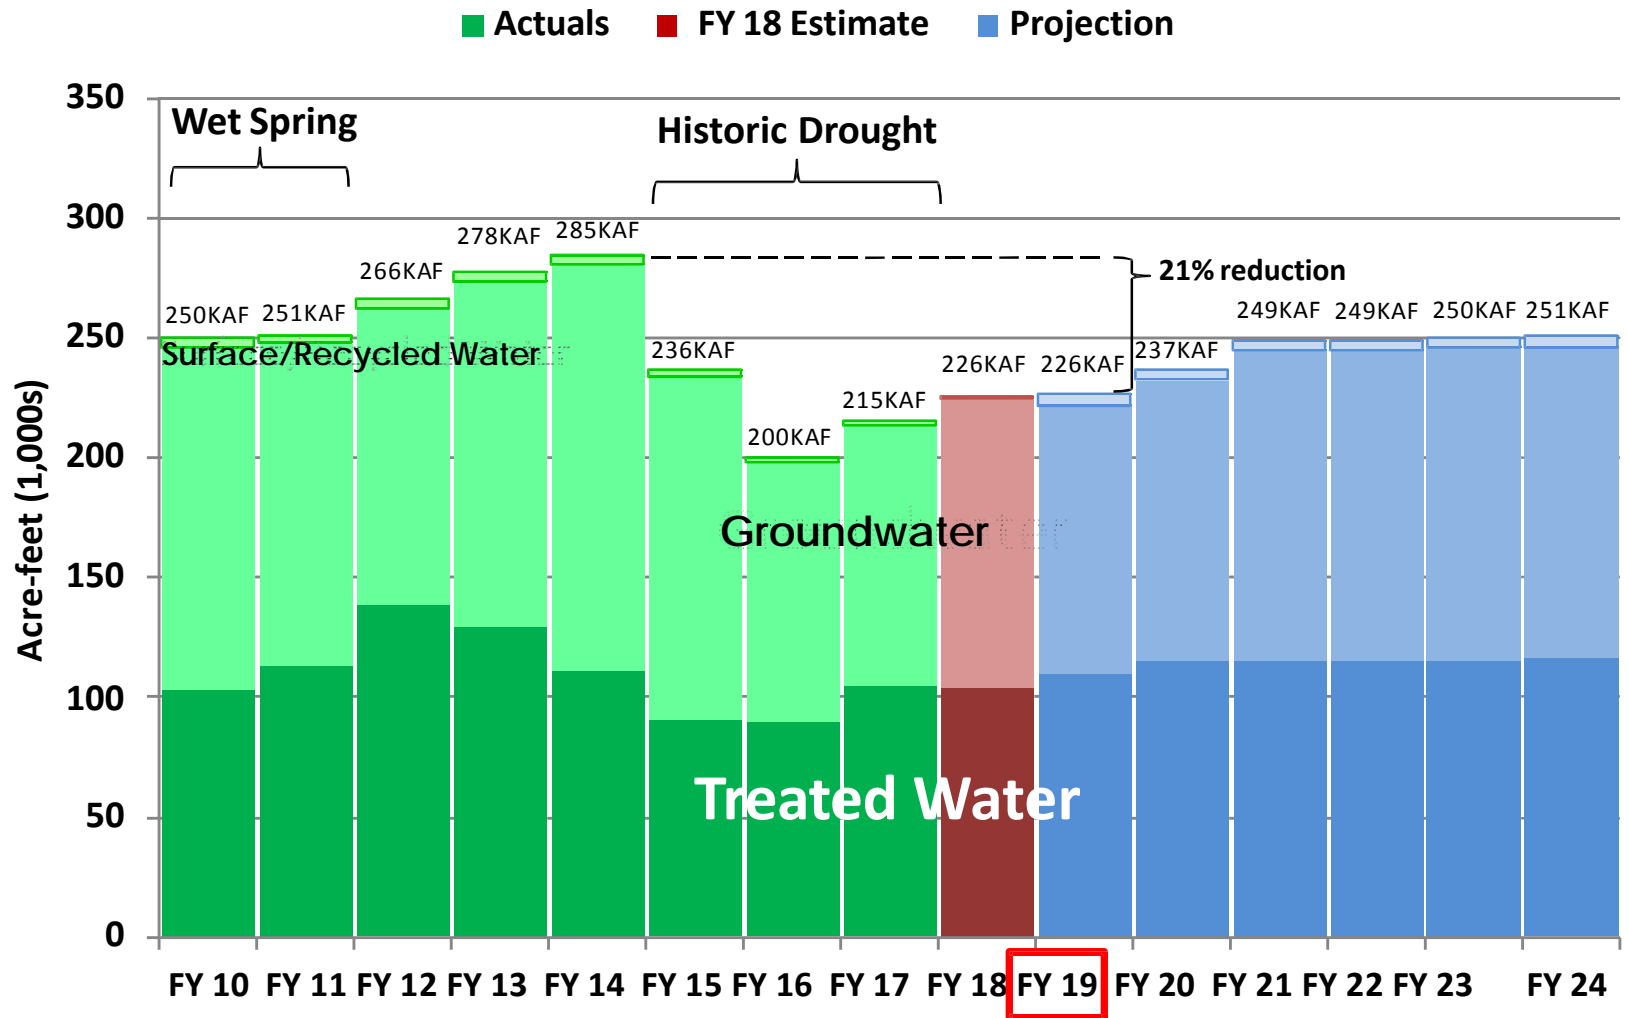 Actuals FY 18 Estimate Projection
350
300
250
200
150
100
50
0
Acre-feet (1,000s)
Wet Spring
Historic Drought
21% reduction
250KAF
251KAF
266KAF
278KAF
285KAF
236KAF
200KAF
215KAF
226KAF
226KAF
237KAF
249KAF
249KAF
250KAF
251KAF
Surface/Recycled Water
Groundwater
Treated Water
FY 10 FY 11 FY 12 FY 13 FY 14 FY 15 FY 16 FY 17 FY 18 FY 19 FY 20 FY 21 FY 22 FY 23 FY 24